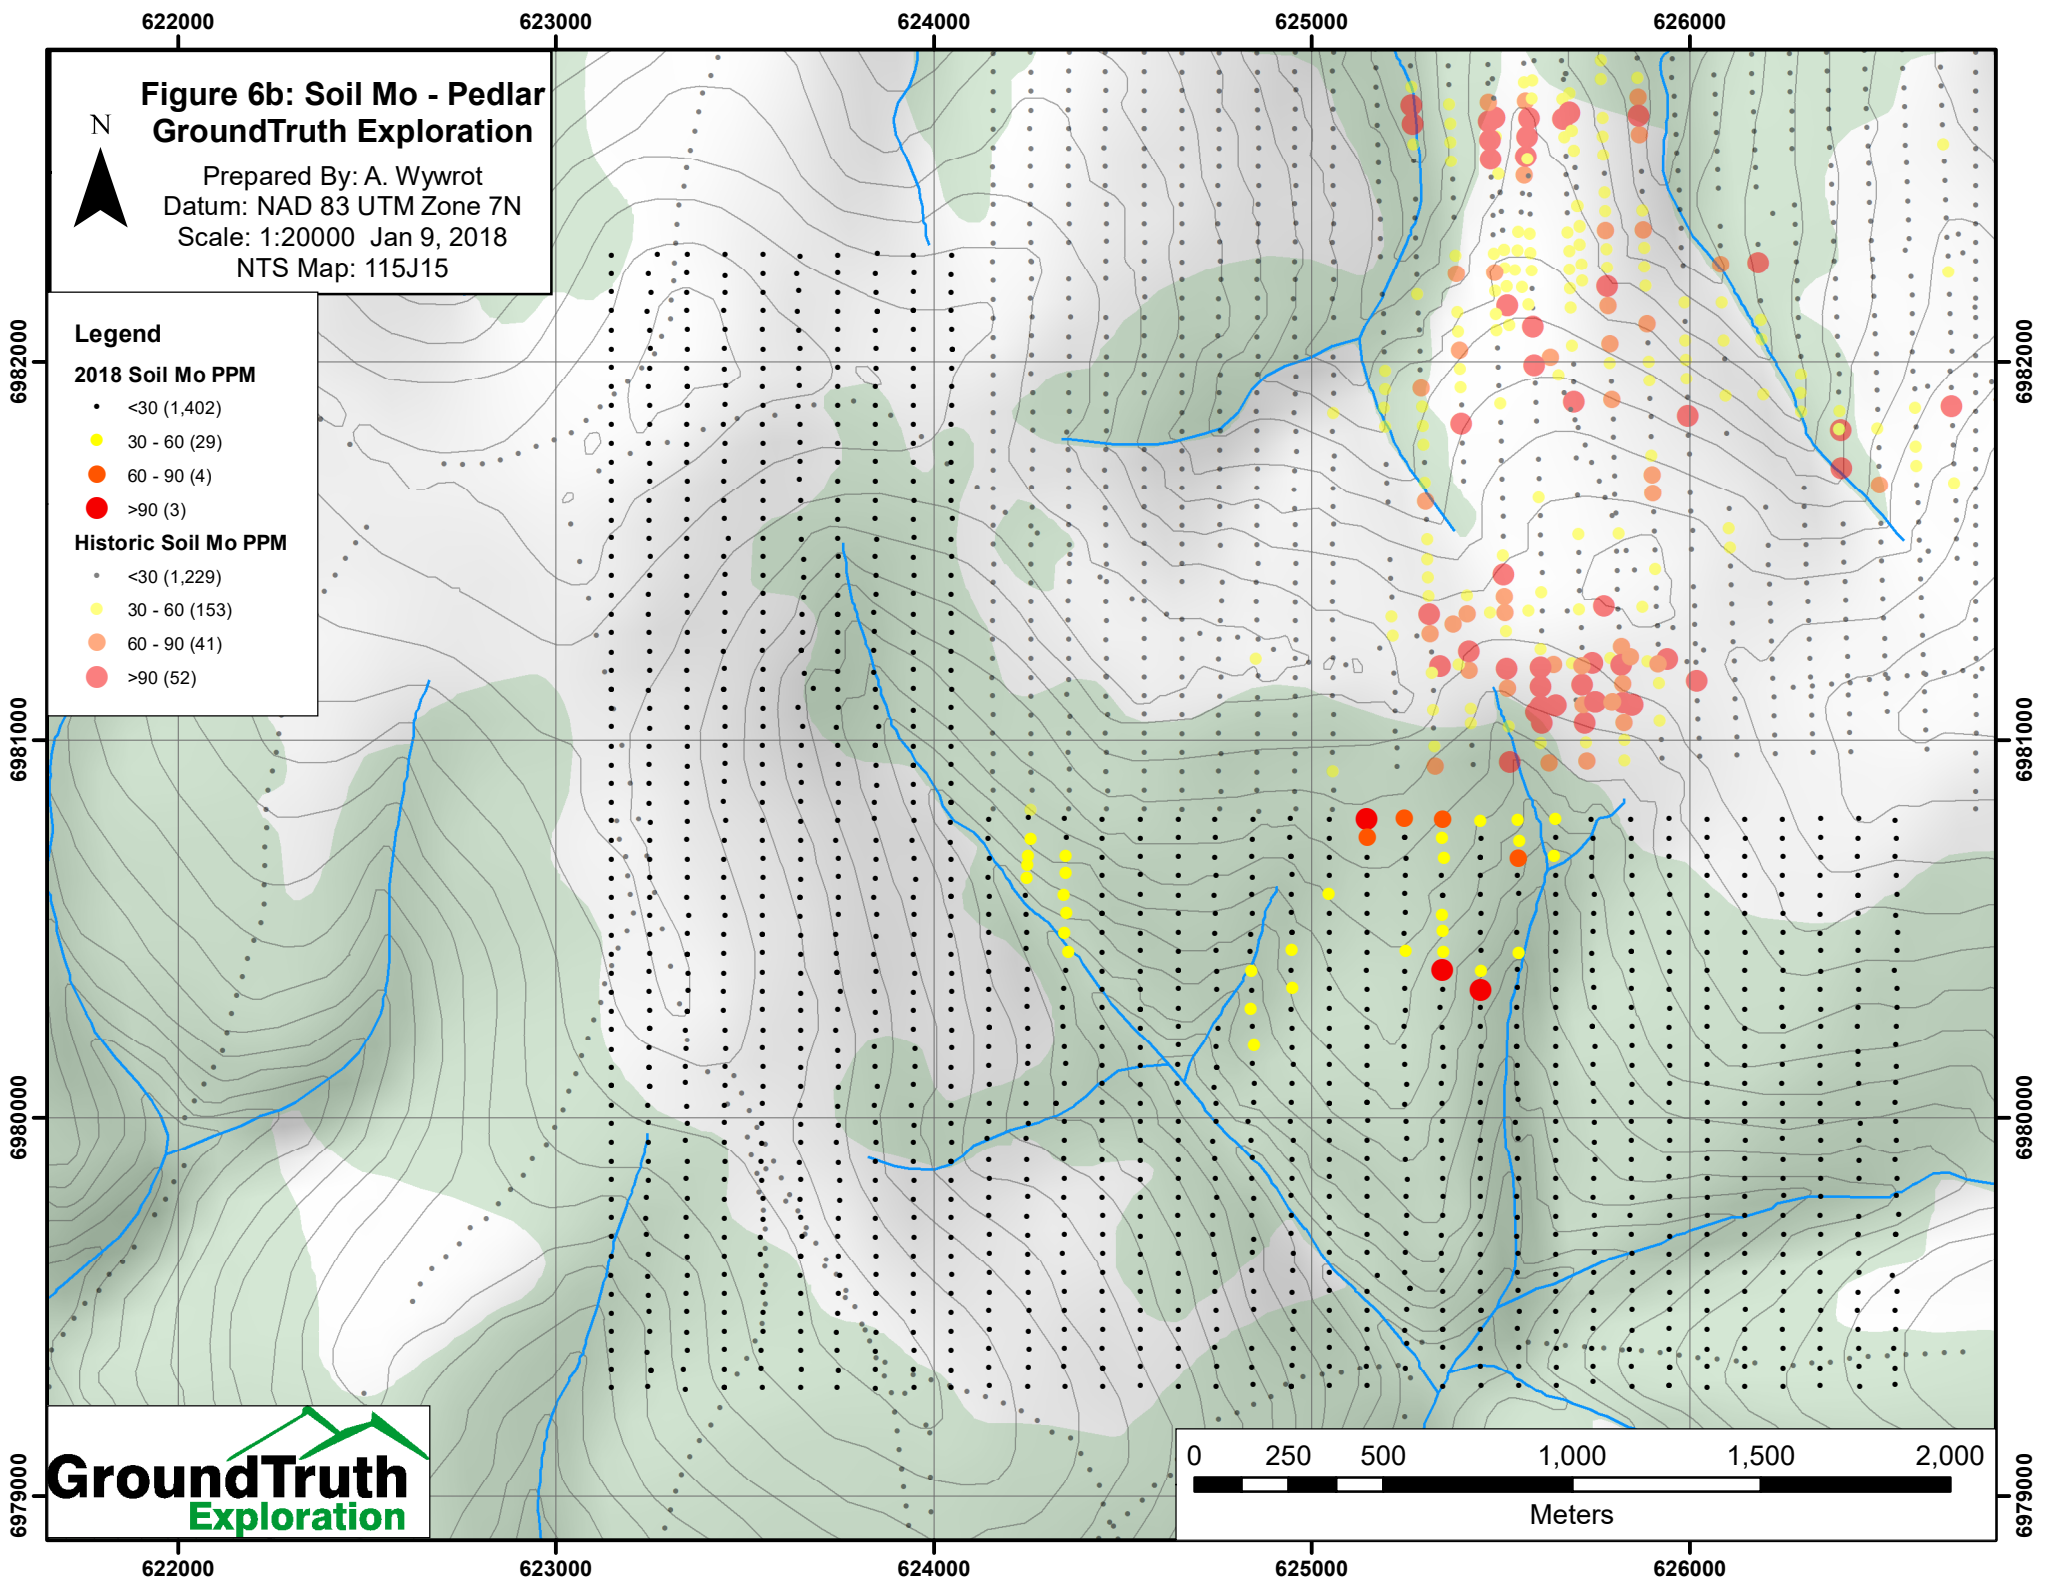 622000
623000
624000
625000
626000
Figure 6b: Soil Mo - Pedlar
GroundTruth Exploration
N
Prepared By: A. Wywrot
Datum: NAD 83 UTM Zone 7N
Scale: 1:20000 Jan 9, 2018
NTS Map: 115J15
Legend
2018 Soil Mo PPM
<30 (1,402)
30 - 60 (29)
60 - 90 (4)
>90 (3)
Historic Soil Mo PPM
<30 (1,229)
30 - 60 (153)
60 - 90 (41)
>90 (52)
6982000
6982000
6981000
6981000
6980000
6980000
6979000
6979000
GroundTruth
Exploration
0 250 500 1,000 1,500 2,000
Meters
622000
623000
624000
625000
626000